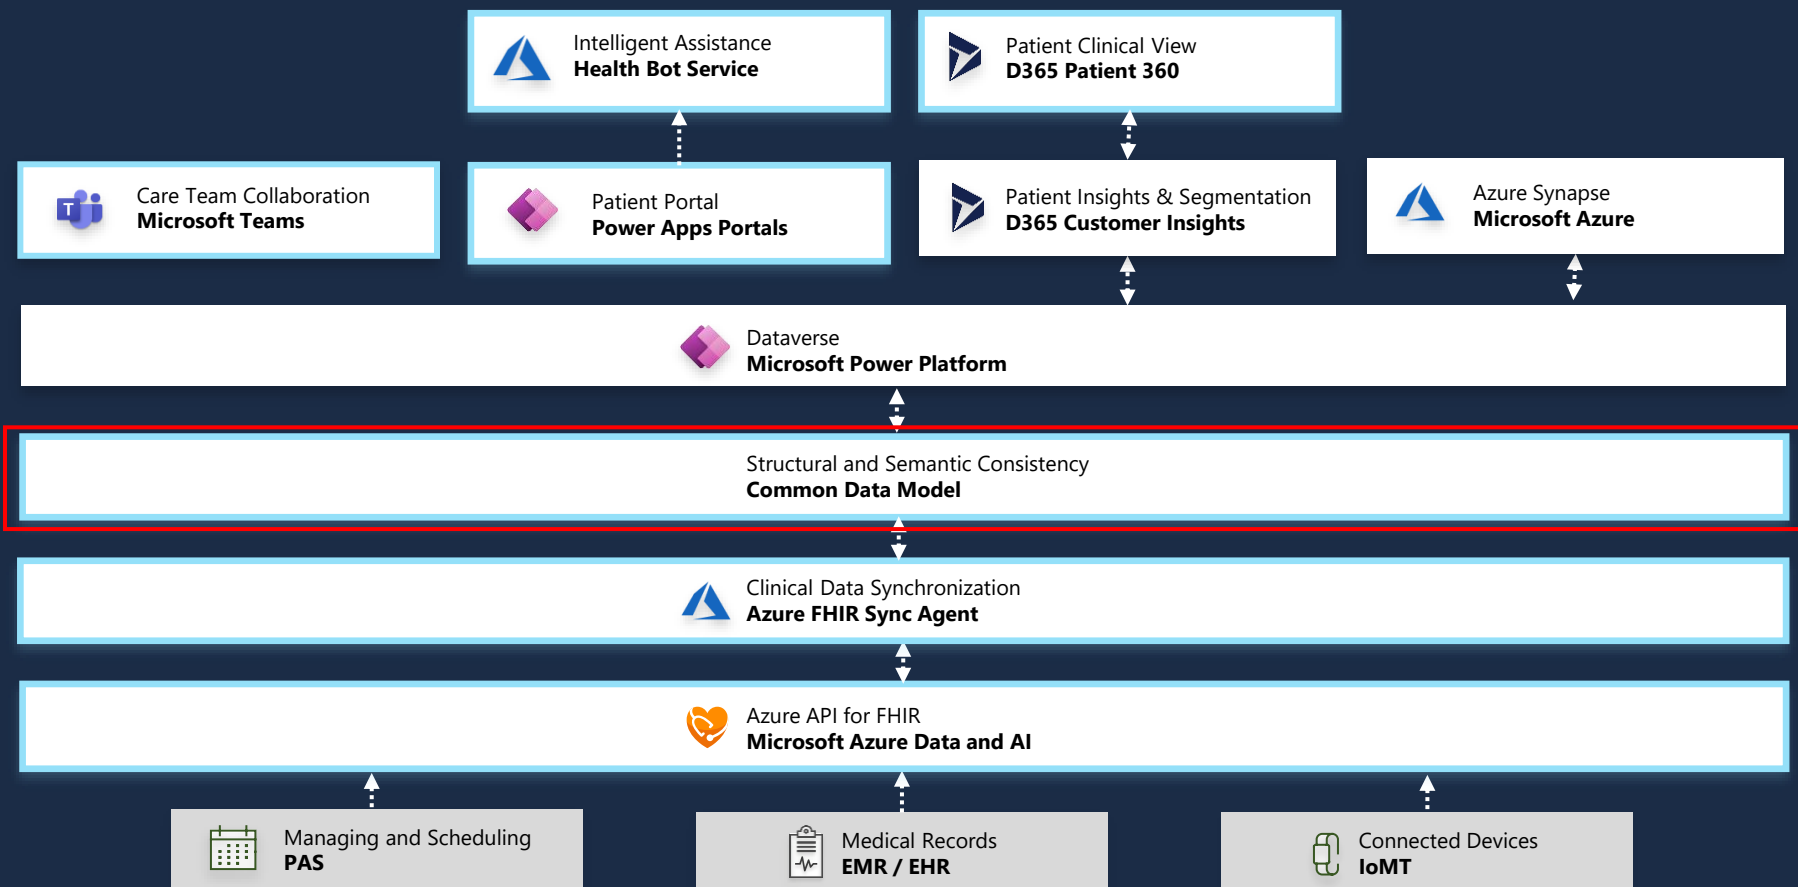 Intelligent Assistance
Health Bot Service
Patient Clinical View
D365 Patient 360
T
Care Team Collaboration
Microsoft Teams
Patient Portal
Power Apps Portals
Patient Insights & Segmentation
D365 Customer Insights
Azure Synapse
Microsoft Azure
Dataverse
Microsoft Power Platform
Structural and Semantic Consistency
Common Data Model
Clinical Data Synchronization
Azure FHIR Sync Agent
Azure API for FHIR
Microsoft Azure Data and AI
Managing and Scheduling
PAS
Medical Records
EMR / EHR
Connected Devices
IoMT